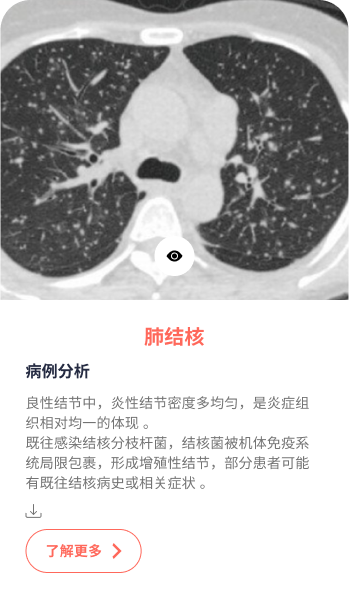 肺结核
病例分析
良性结节中，炎性结节密度多均匀，是炎症组
织相对均一的体现 。
既往感染结核分枝杆菌，结核菌被机体免疫系
统局限包裹，形成增殖性结节，部分患者可能
有既往结核病史或相关症状 。
了解更多